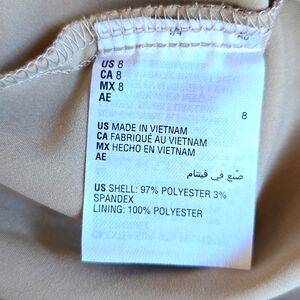 US 8
CA 8
MX 8
AE
8
US MADE IN VIETNAM
CA FABRIQUÉ AU VIETNAM
MX HECHO EN VIETNAM
AE
صنع في فيتنام
US SHELL: 97% POLYESTER 3%
SPANDEX
LINING: 100% POLYESTER